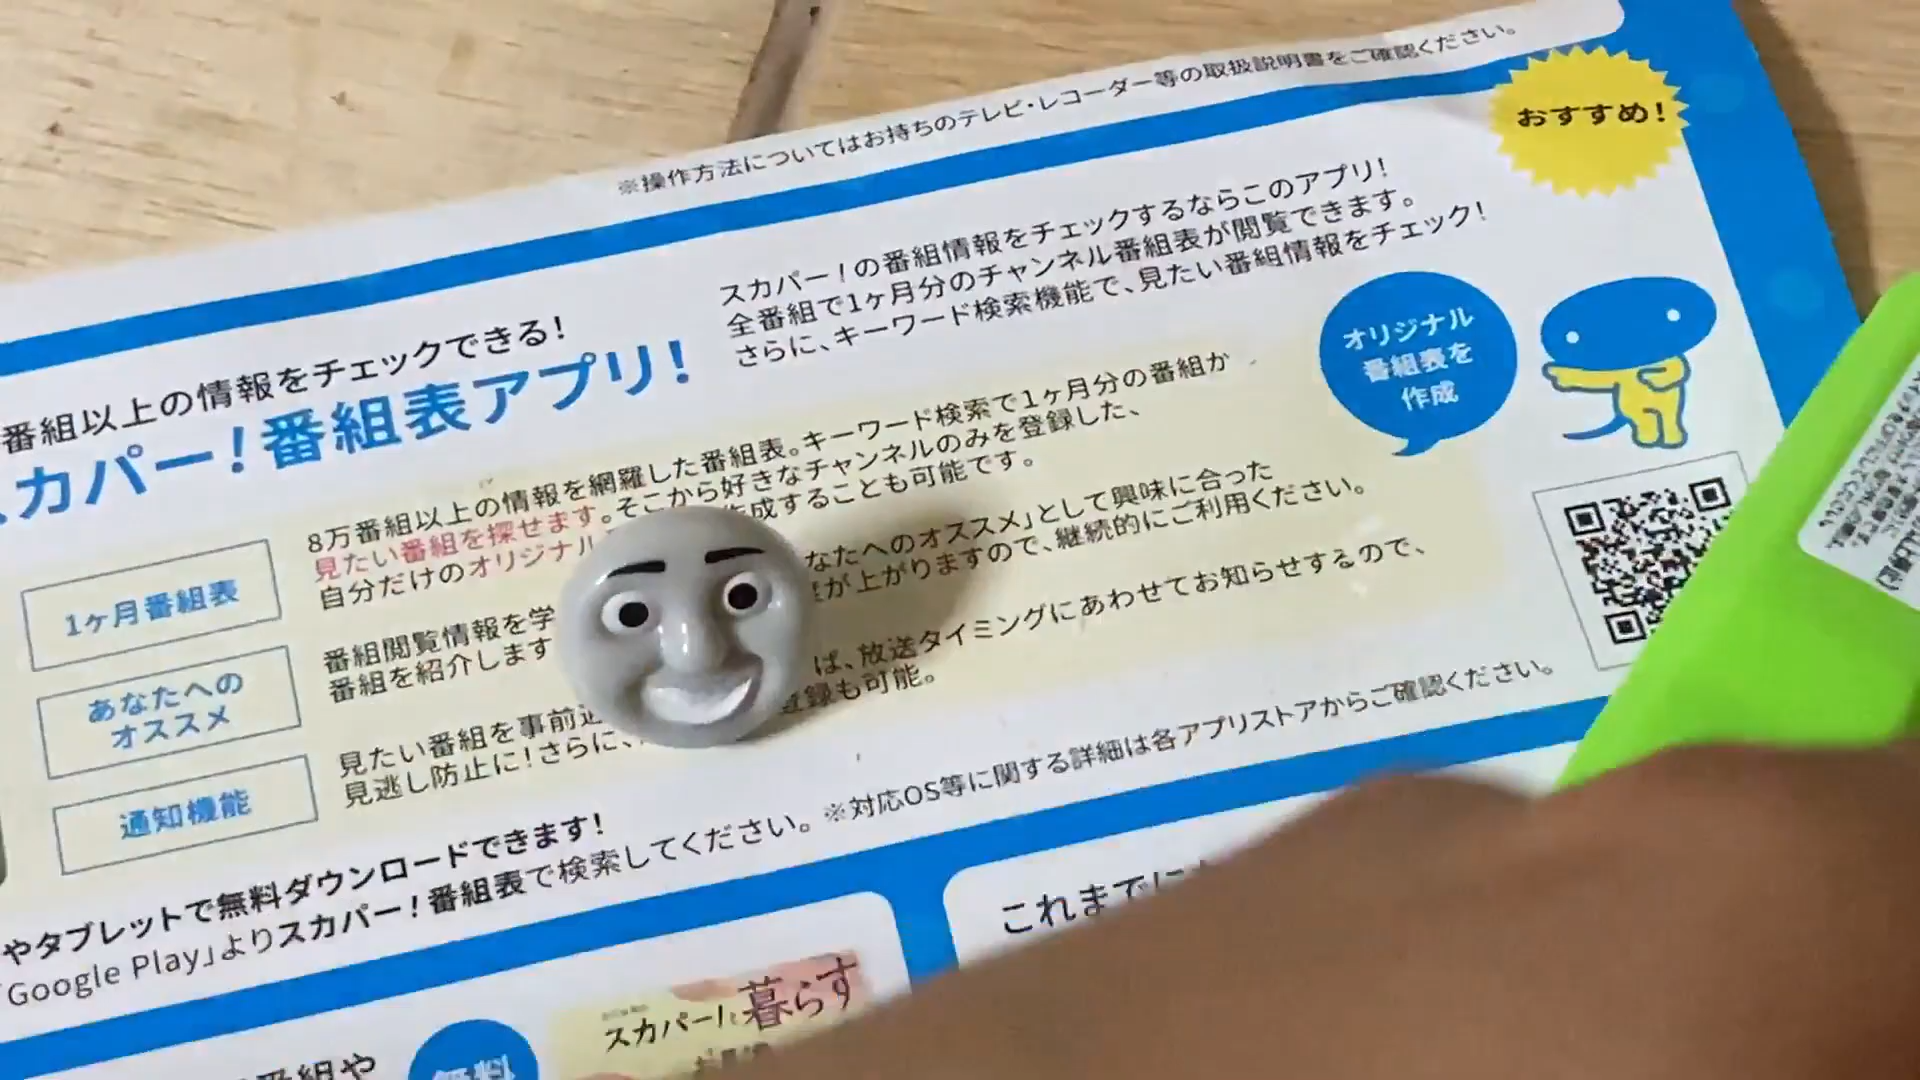 ※操作方法についてはお持ちのテレビ・レコーダー等の取扱説明書をご確認ください。
おすすめ!
番組以上の情報をチェックできる!
スカパー!番組表アプリ!
スカパー!の番組情報をチェックするならこのアプリ!
全番組で1ヶ月分のチャンネル番組表が閲覧できます。
さらに、キーワード検索機能で、見たい番組情報をチェック!
オリジナル
番組表を
作成
1ヶ月番組表
8万番組以上の情報を網羅した番組表。キーワード検索で1ヶ月分の番組か
見たい番組を探せます。そこから好きなチャンネルのみを登録した、
自分だけのオリジナル 作成することも可能です。
あなたへの
オススメ
番組閲覧情報を学 なたへのオススメ」として興味に合った
番組を紹介します が上がりますので、継続的にご利用ください。
通知機能
見たい番組を事前 ば、放送タイミングにあわせてお知らせするので、
見逃し防止に!さらに、 登録も可能。
やタブレットで無料ダウンロードできます!
「Google Play」よりスカパー!番組表で検索してください。※対応OS等に関する詳細は各アプリストアからご確認ください。
これまでに
スカパー!と暮らす
番組や
無料